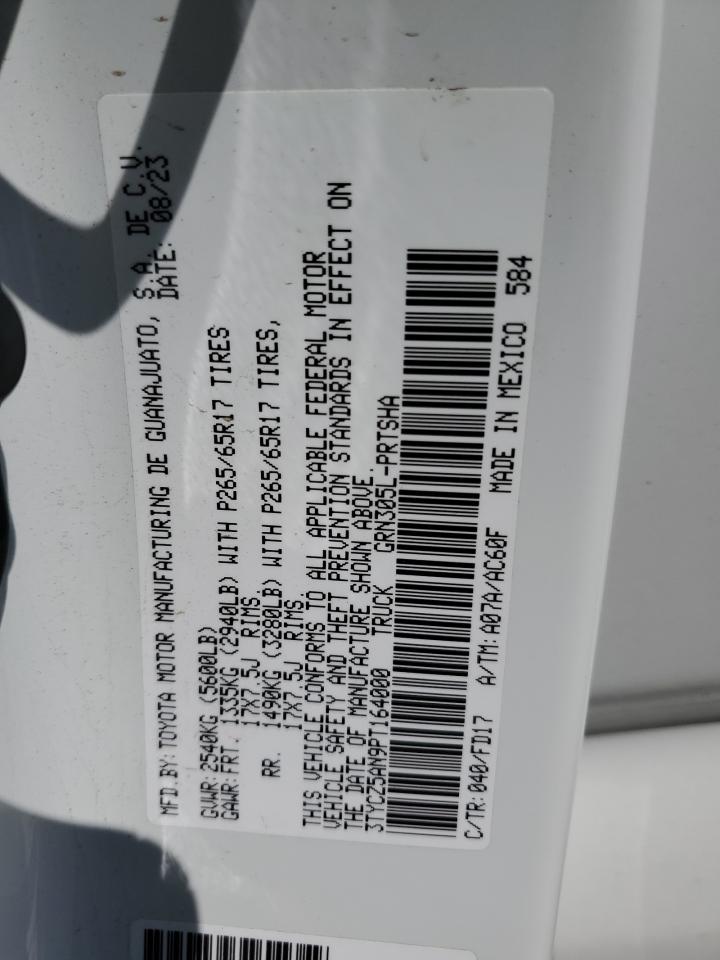 MFD.BY: TOYOTA MOTOR MANUFACTURING DE GUANAJUATO, S.A. DE C.V.
DATE: 08/23
GVWR: 2540KG (5600LB)
GAWR: FRT. 1335KG (2940LB) WITH P265/65R17 TIRES
17X7.5J RIMS.
RR. 1490KG (3280LB) WITH P265/65R17 TIRES,
17X7.5J RIMS.
THIS VEHICLE CONFORMS TO ALL APPLICABLE FEDERAL MOTOR
VEHICLE SAFETY AND THEFT PREVENTION STANDARDS IN EFFECT ON
THE DATE OF MANUFACTURE SHOWN ABOVE.
3TYCZ5AN9PT164000 TRUCK GRN305L-PRTSHA
C/TR: 040/FD17 A/TM: A07A/AC60F MADE IN MEXICO 584